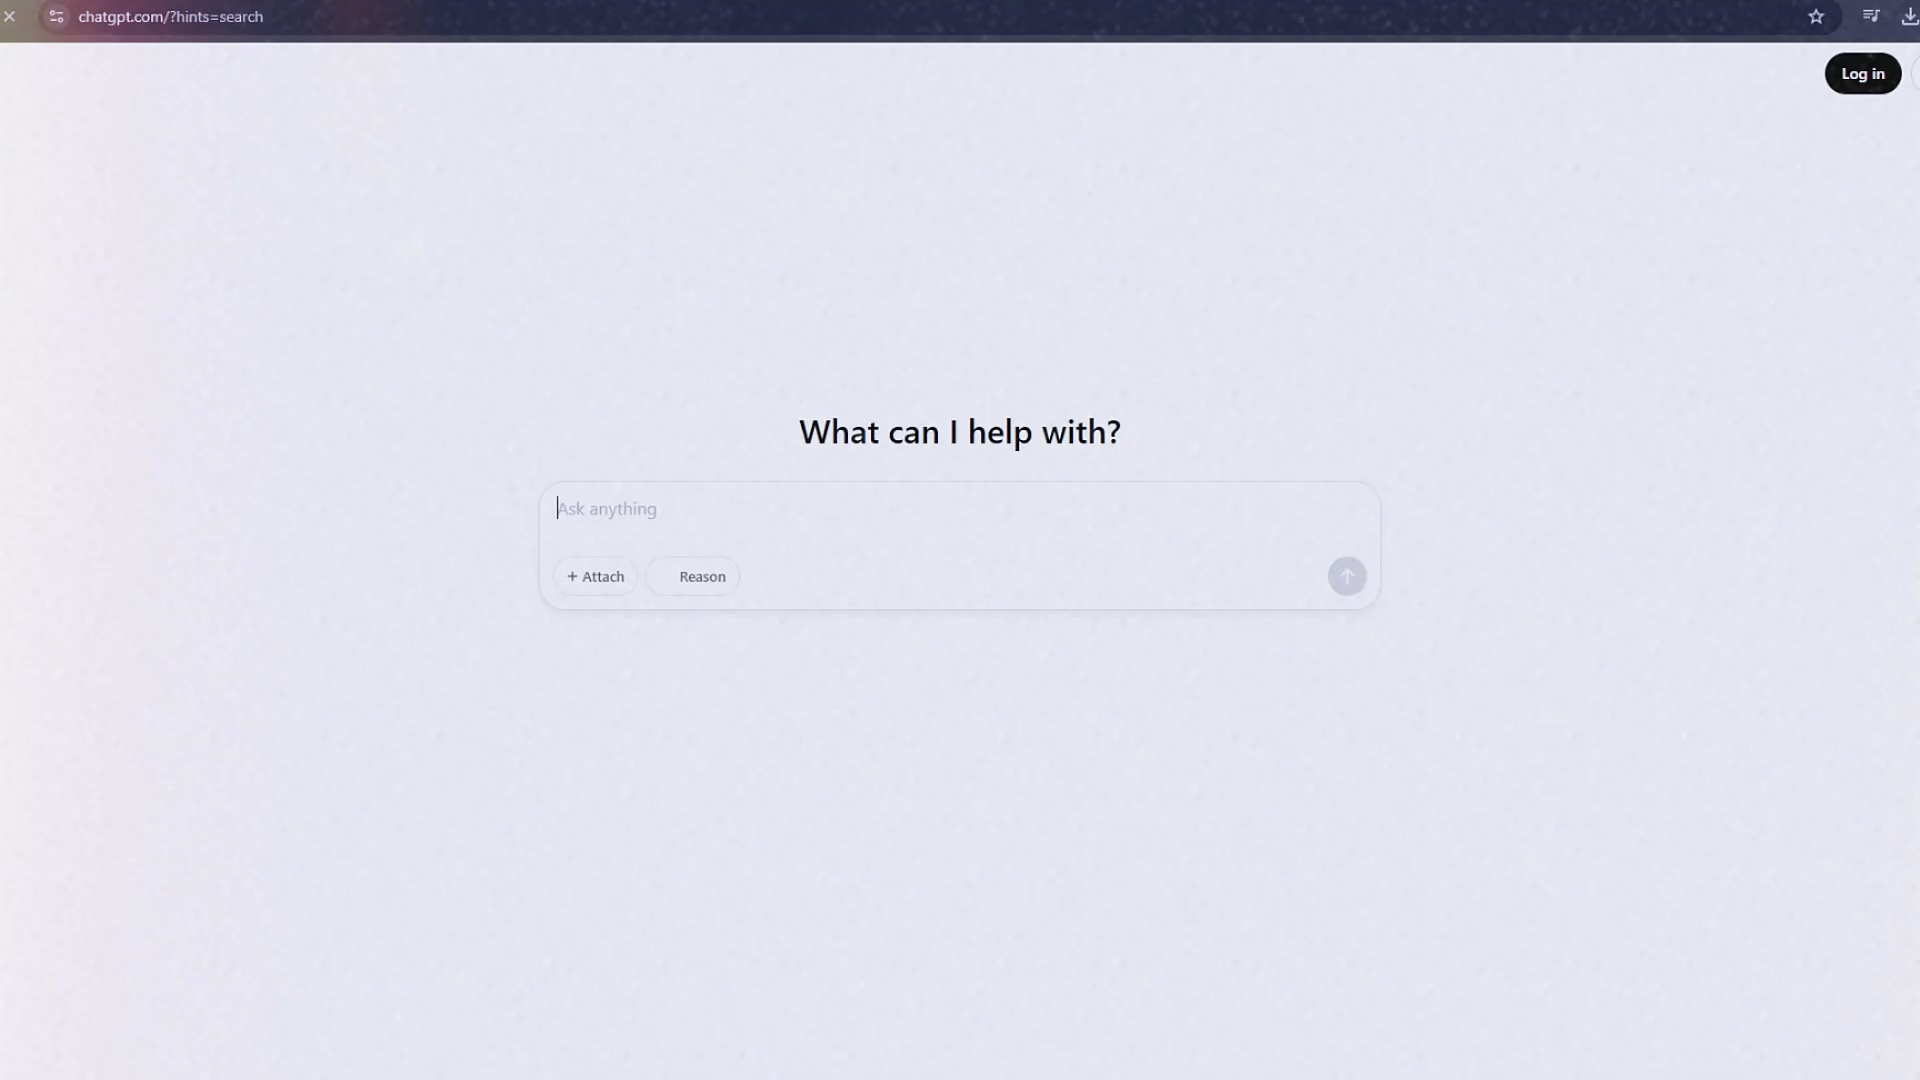 chatgpt.com/?hints=search
Log in
What can I help with?
Ask anything
+ Attach
Reason